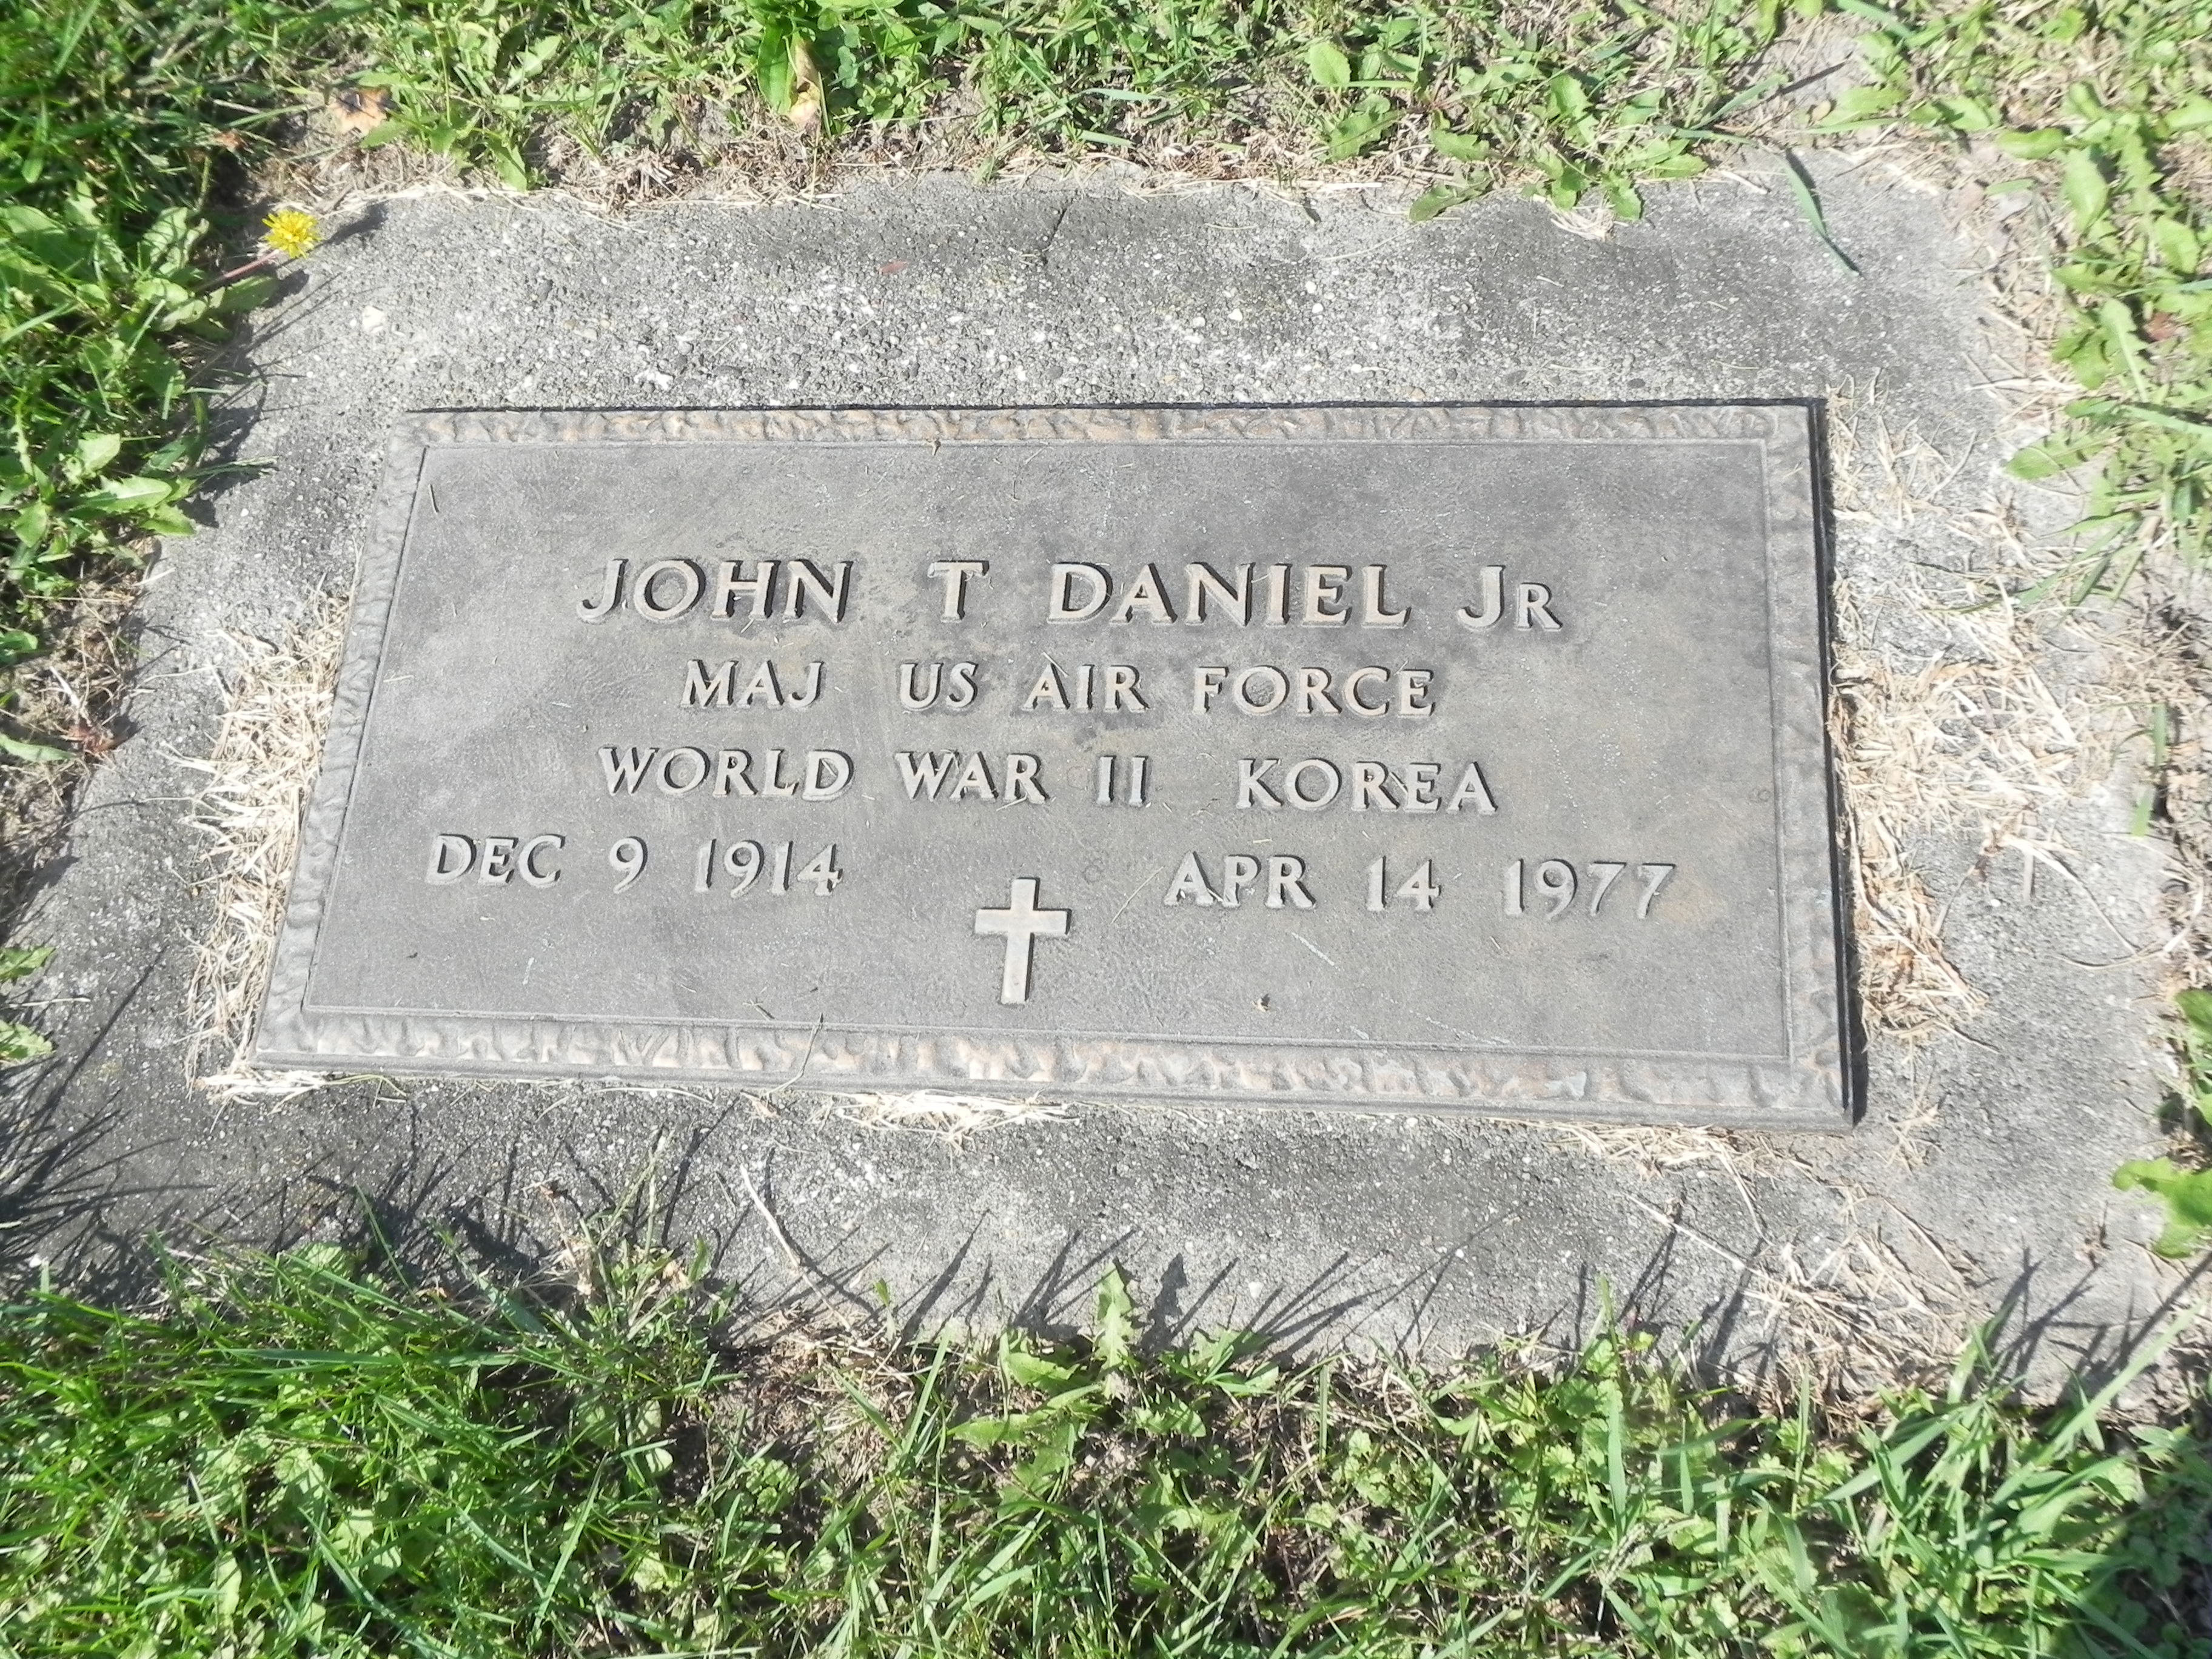 JOHN T DANIEL JR
MAJ US AIR FORCE
WORLD WAR II KOREA
DEC 9 1914 APR 14 1977